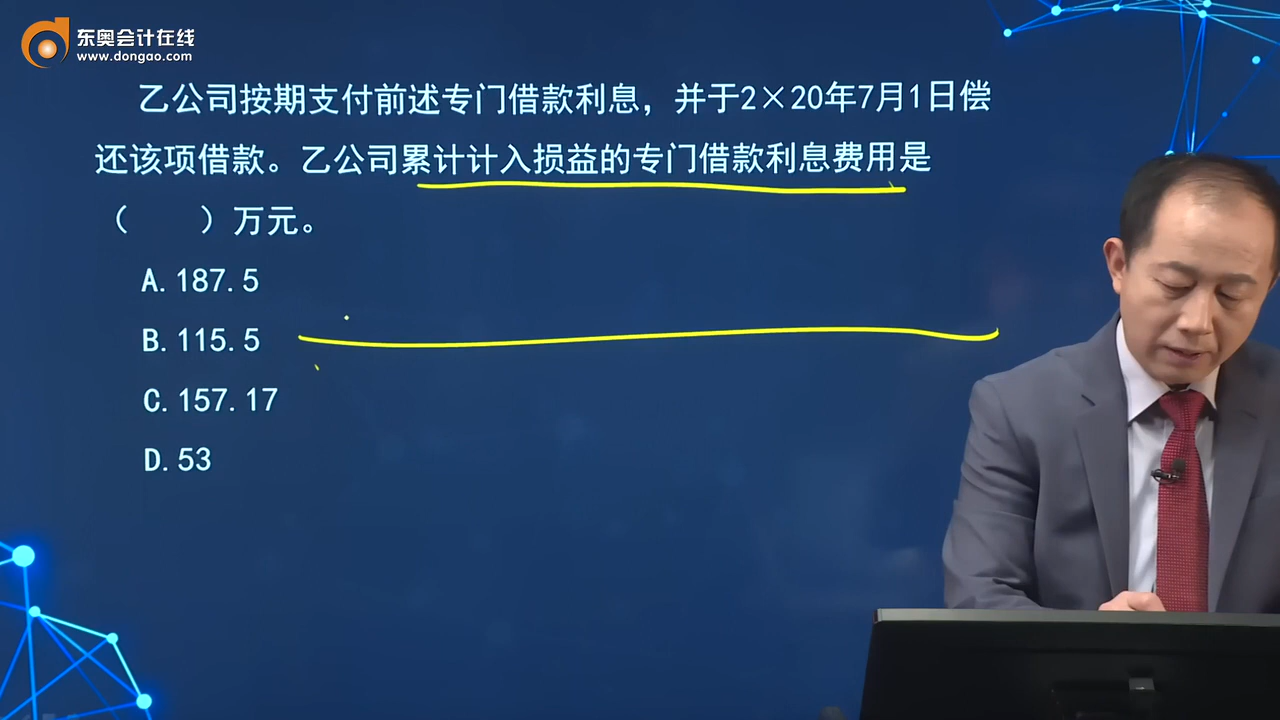 东奥会计在线
www.dongao.com
乙公司按期支付前述专门借款利息，并于2×20年7月1日偿
还该项借款。乙公司累计计入损益的专门借款利息费用是
（　　）万元。
A.187.5
B.115.5
C.157.17
D.53